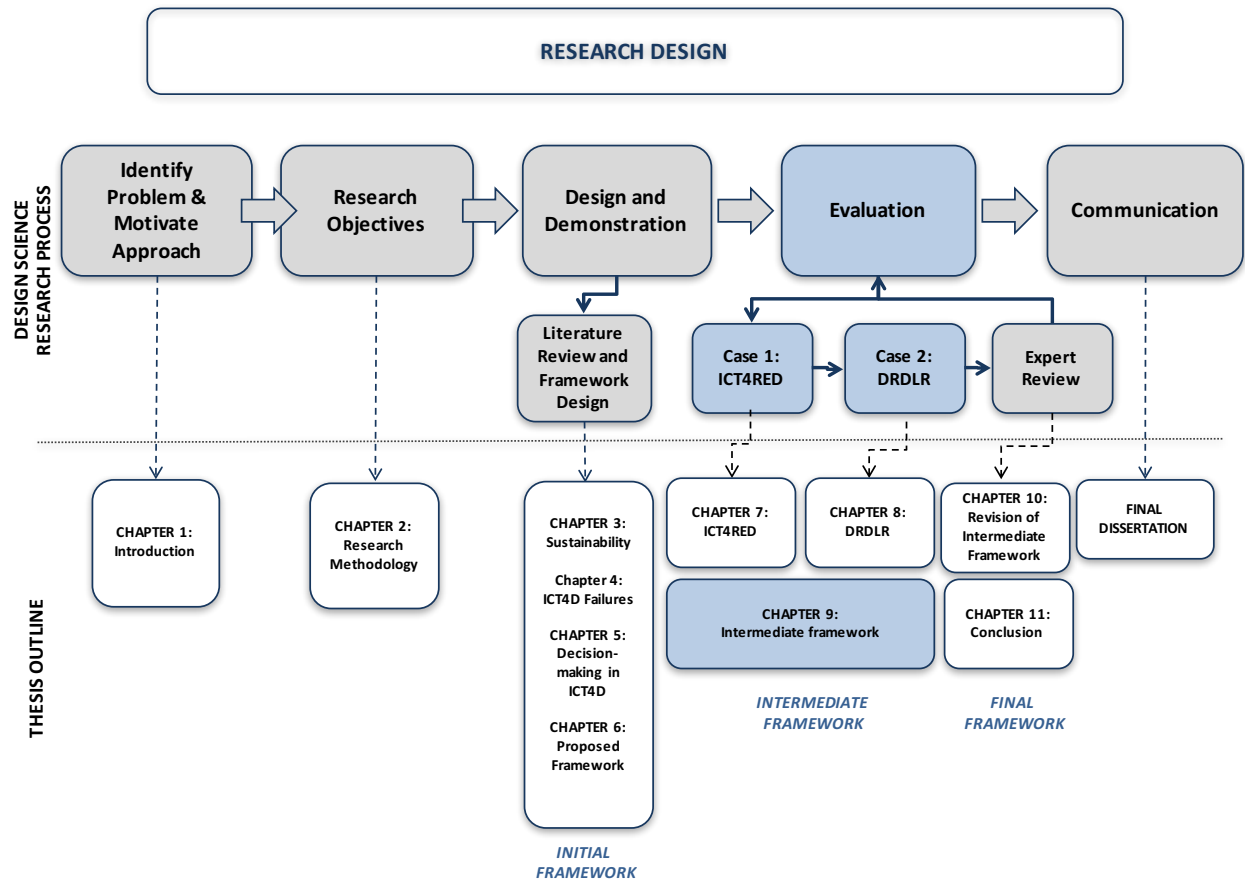 RESEARCH DESIGN
DESIGN SCIENCE
RESEARCH PROCESS
Identify
Problem &
Motivate
Approach
Research
Objectives
Design and
Demonstration
Evaluation
Communication
Literature
Review and
Framework
Design
Case 1:
ICT4RED
Case 2:
DRDLR
Expert
Review
THESIS OUTLINE
CHAPTER 1:
Introduction
CHAPTER 2:
Research
Methodology
CHAPTER 3:
Sustainability
Chapter 4:
ICT4D Failures
CHAPTER 5:
Decision-
making in
ICT4D
CHAPTER 6:
Proposed
Framework
INITIAL
FRAMEWORK
CHAPTER 7:
ICT4RED
CHAPTER 8:
DRDLR
CHAPTER 9:
Intermediate framework
INTERMEDIATE
FRAMEWORK
CHAPTER 10:
Revision of
Intermediate
Framework
CHAPTER 11:
Conclusion
FINAL
FRAMEWORK
FINAL
DISSERTATION